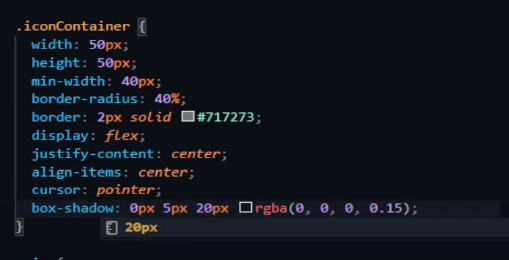 .iconContainer {
width: 50px;
height: 50px;
min-width: 40px;
border-radius: 40%;
border: 2px solid #717273;
display: flex;
justify-content: center;
align-items: center;
cursor: pointer;
box-shadow: 0px 5px 20px rgba(0, 0, 0, 0.15);
}
20px